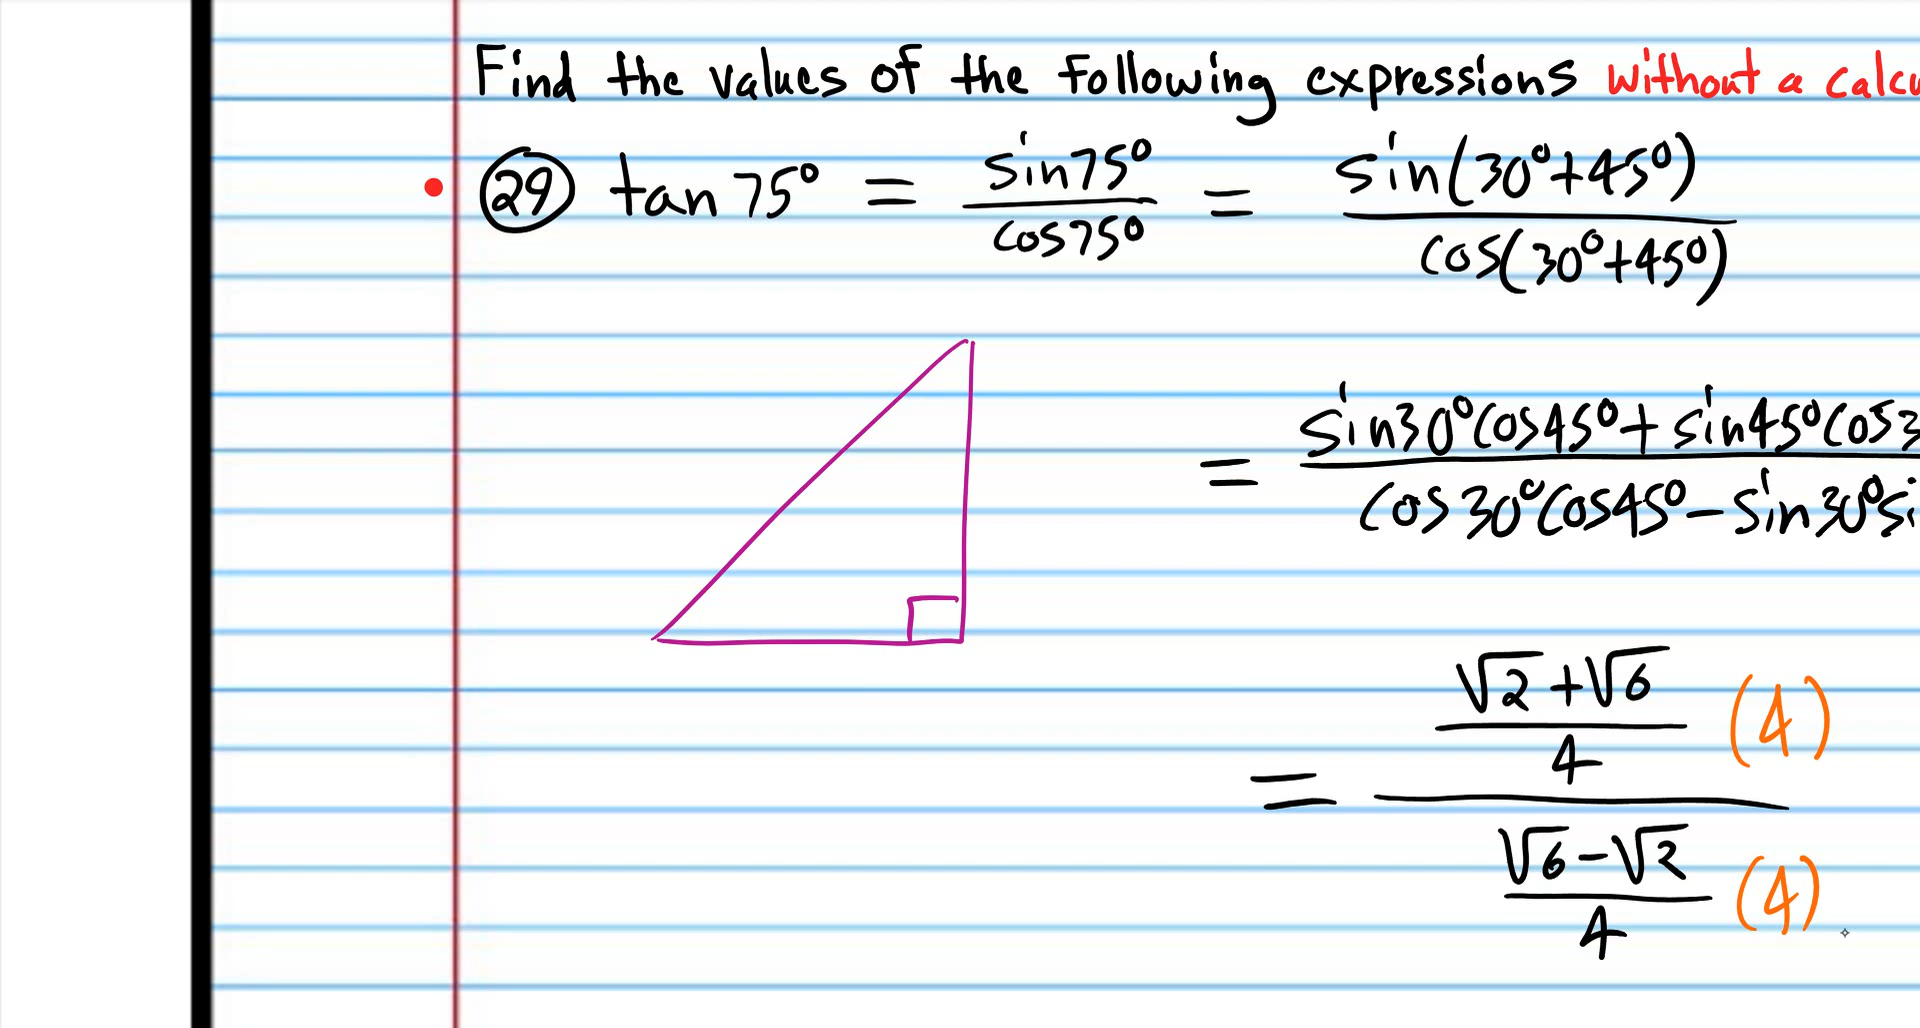 Find the values of the following expressions without a calcu
29 tan 75° = sin75°/cos75° = sin(30°+45°)/cos(30°+45°)
= sin30°cos45°+ sin45°cos3
cos30°cos45°-sin30°si
√2+√6/4 (4)
=
√6-√2/4 (4)